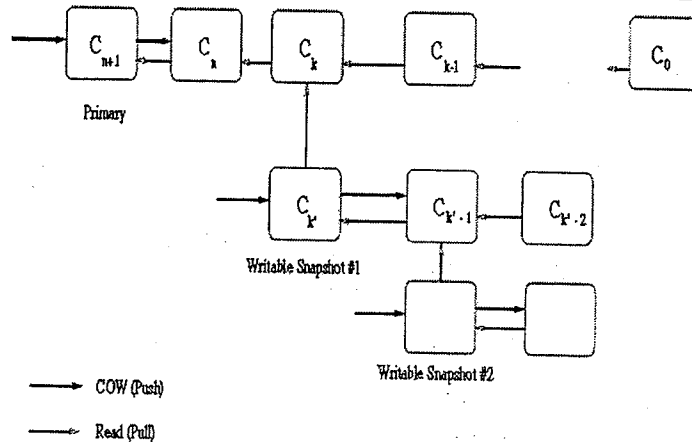 C_{n+1} C_n C_k C_{k-1} C_0
Primary
C_{k'} C_{k'-1} C_{k'-2}
Writable Snapshot #1
Writable Snapshot #2
COW (Push)
Read (Pull)